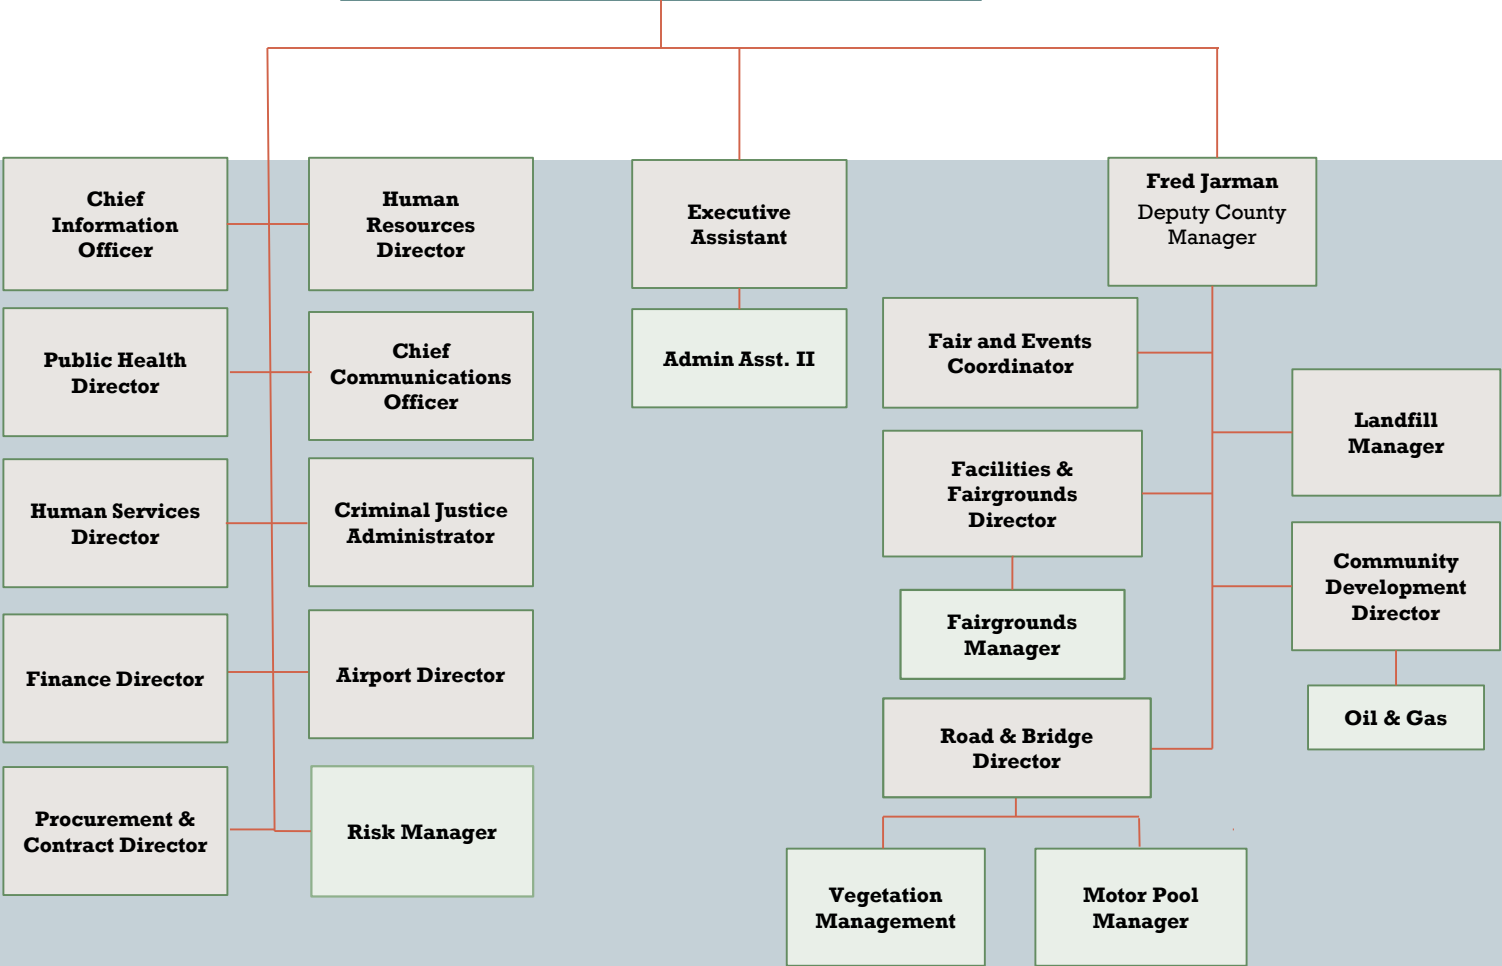 Chief
Information
Officer
Human
Resources
Director
Executive
Assistant
Fred Jarman
Deputy County
Manager
Public Health
Director
Chief
Communications
Officer
Admin Asst. II
Fair and Events
Coordinator
Landfill
Manager
Human Services
Director
Criminal Justice
Administrator
Facilities &
Fairgrounds
Director
Community
Development
Director
Fairgrounds
Manager
Finance Director
Airport Director
Oil & Gas
Road & Bridge
Director
Procurement &
Contract Director
Risk Manager
Vegetation
Management
Motor Pool
Manager